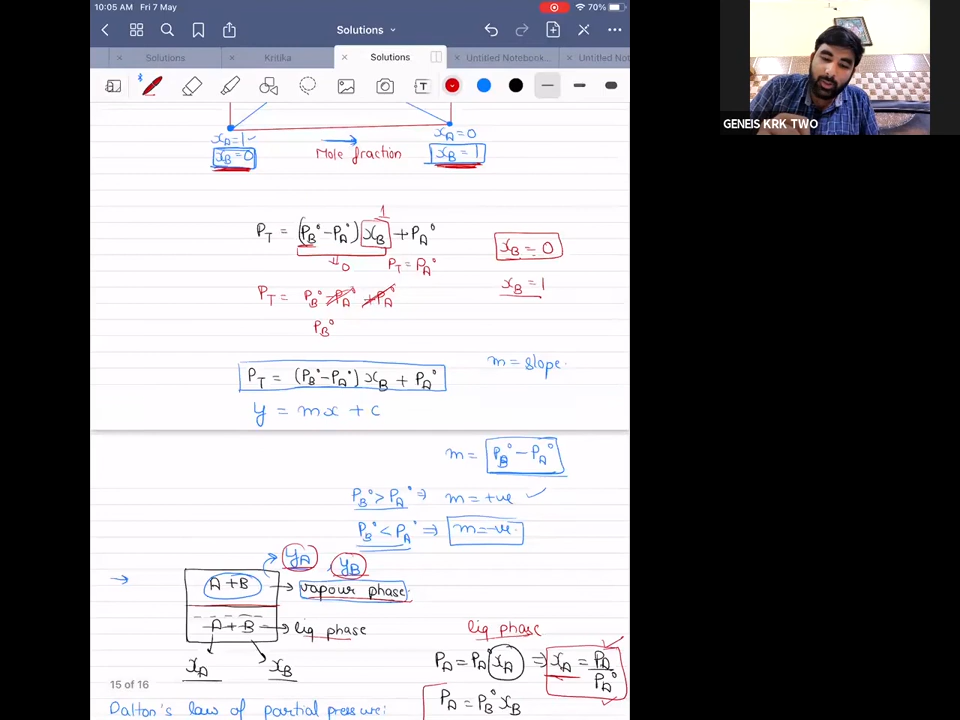 10:05 AM Fri 7 May
70%
Solutions
Solutions
Kritika
Solutions
Untitled Notebook...
Untitled No
T
GENEIS KRK TWO
xA=1
xB=0
Mole fraction
xA=0
xB=1
1
PT = (PB° - PA°) xB + PA°
xB = 0
0
PT = PA°
xB = 1
PT = PB° - PA° + PA°
PB°
PT = (PB° - PA°) xB + PA°
m = slope.
y = mx + c
m = PB° - PA°
PB° > PA° ⇒ m = +ve
PB° < PA° ⇒ m = -ve
yA, yB
A+B → vapour phase
A+B → liq phase
liq phase
xA xB
PA = PA° xA ⇒ xA = PA/PA°
PA = PB° xB
15 of 16
Dalton's law of partial pressure: